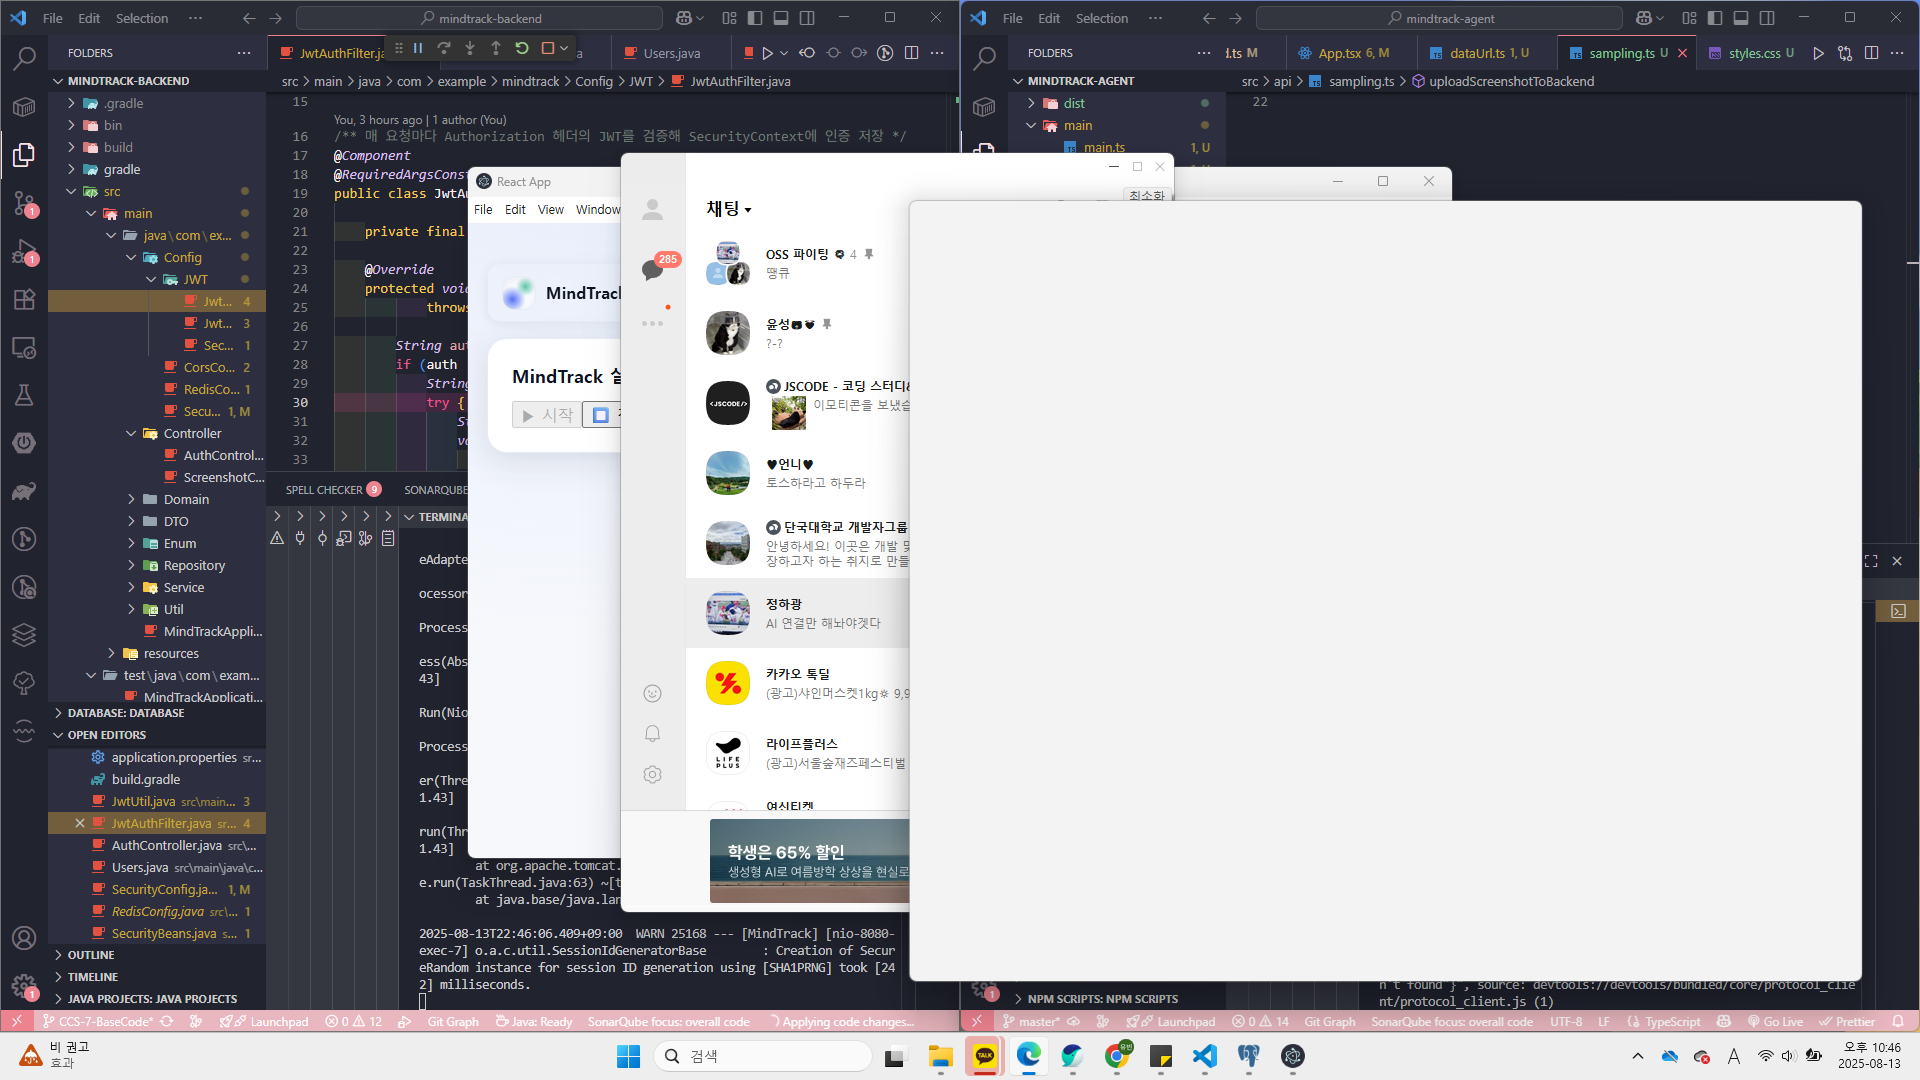 File Edit Selection ··· mindtrack-backend
FOLDERS
MINDTRACK-BACKEND
.gradle
bin
build
gradle
src
main
java\com\ex...
Config
JWT
Jwt... 4
Jwt... 3
Sec... 1
CorsCo... 2
RedisCo... 1
Secu... 1, M
Controller
AuthControl...
ScreenshotC...
Domain
DTO
Enum
Repository
Service
Util
MindTrackAppli...
resources
test\java\com\exam...
MindTrackApplicati...
DATABASE: DATABASE
OPEN EDITORS
application.properties sr...
build.gradle
JwtUtil.java src\main... 3
JwtAuthFilter.java sr... 4
AuthController.java src\...
Users.java src\main\java\c...
SecurityConfig.ja... 1, M
RedisConfig.java src\... 1
SecurityBeans.java s... 1
OUTLINE
TIMELINE
JAVA PROJECTS: JAVA PROJECTS
JwtAuthFilter.ja
Users.java
src > main > java > com > example > mindtrack > Config > JWT > JwtAuthFilter.java
15
You, 3 hours ago | 1 author (You)
16 /** 매 요청마다 Authorization 헤더의 JWT를 검증해 SecurityContext에 인증 저장 */
17 @Component
18 @RequiredArgsConst
19 public class JwtAu
20
21 private final
22
23 @Override
24 protected void
25 throws
26
27 String aut
28 if (auth
29 String
30 try {
31 St
32 va
33
SPELL CHECKER 9 SONARQUBE
TERMINA
eAdapte
ocessor
Process
ess(Abs
43]
Run(Nio
Process
er(Thre
1.43]
run(Thr
1.43]
at org.apache.tomcat.
e.run(TaskThread.java:63) ~[t
at java.base/java.lan
2025-08-13T22:46:06.409+09:00 WARN 25168 --- [MindTrack] [nio-8080-
exec-7] o.a.c.util.SessionIdGeneratorBase : Creation of Secur
eRandom instance for session ID generation using [SHA1PRNG] took [24
2] milliseconds.
CCS-7-BaseCode* Launchpad 0 12 Git Graph Java: Ready SonarQube focus: overall code Applying code changes...
React App
File Edit View Window
MindTrack
MindTrack 실
시작
채팅
285
최소화
OSS 파이팅 4
땡큐
윤성
?-?
<JSCODE/>
JSCODE - 코딩 스터디&
이모티콘을 보냈습
♥언니♥
토스하라고 하두라
단국대학교 개발자그룹
안녕하세요! 이곳은 개발 및
장하고자 하는 취지로 만들
정하광
AI 연결만 해놔야겟다
카카오 톡딜
(광고)샤인머스켓1kg☼ 9,9
LIFE PLUS
라이프플러스
(광고)서울숲재즈페스티벌
여신티켓
학생은 65% 할인
생성형 AI로 여름방학 상상을 현실로
File Edit Selection ··· mindtrack-agent
FOLDERS
MINDTRACK-AGENT
dist
main
main.ts 1, U
d.ts M
App.tsx 6, M
dataUrl.ts 1, U
sampling.ts U
styles.css U
src > api > sampling.ts > uploadScreenshotToBackend
22
n't found"}", source: devtools://devtools/bundled/core/protocol_clie
nt/protocol_client.js (1)
NPM SCRIPTS: NPM SCRIPTS
master* Launchpad 0 14 Git Graph SonarQube focus: overall code UTF-8 LF TypeScript Go Live Prettier
비 권고
효과
검색
TALK
유빈
A
오후 10:46
2025-08-13